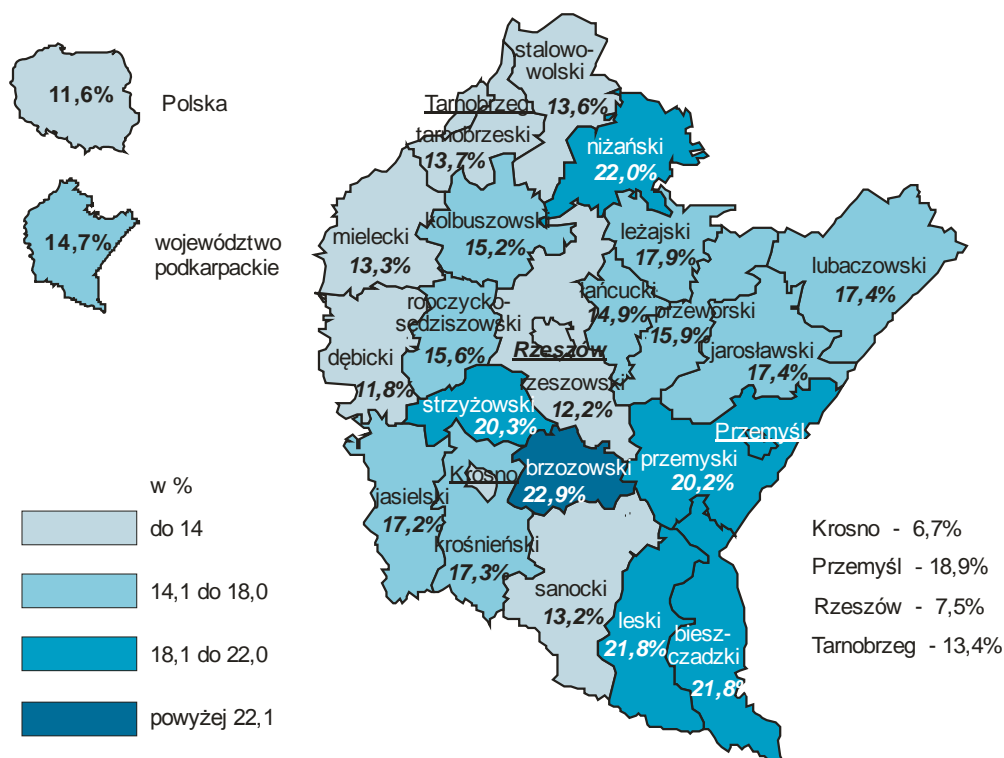 11,6%
Polska
14,7%
województwo
podkarpackie
stalowo-
wolski
13,6%
Tarnobrzeg
tarnobrzeski
13,7%
niżański
22,0%
kolbuszowski
15,2%
mielecki
13,3%
leżajski
17,9%
lubaczowski
17,4%
łańcucki
14,9%
ropczycko-
sędziszowski
15,6%
przeworski
15,9%
jarosławski
17,4%
dębicki
11,8%
Rzeszów
rzeszowski
12,2%
strzyżowski
20,3%
Przemyśl
przemyski
20,2%
Krosno
brzozowski
22,9%
jasielski
17,2%
krośnieński
17,3%
sanocki
13,2%
leski
21,8%
biesz-
czadzki
21,8%
w %
do 14
14,1 do 18,0
18,1 do 22,0
powyżej 22,1
Krosno - 6,7%
Przemyśl - 18,9%
Rzeszów - 7,5%
Tarnobrzeg - 13,4%